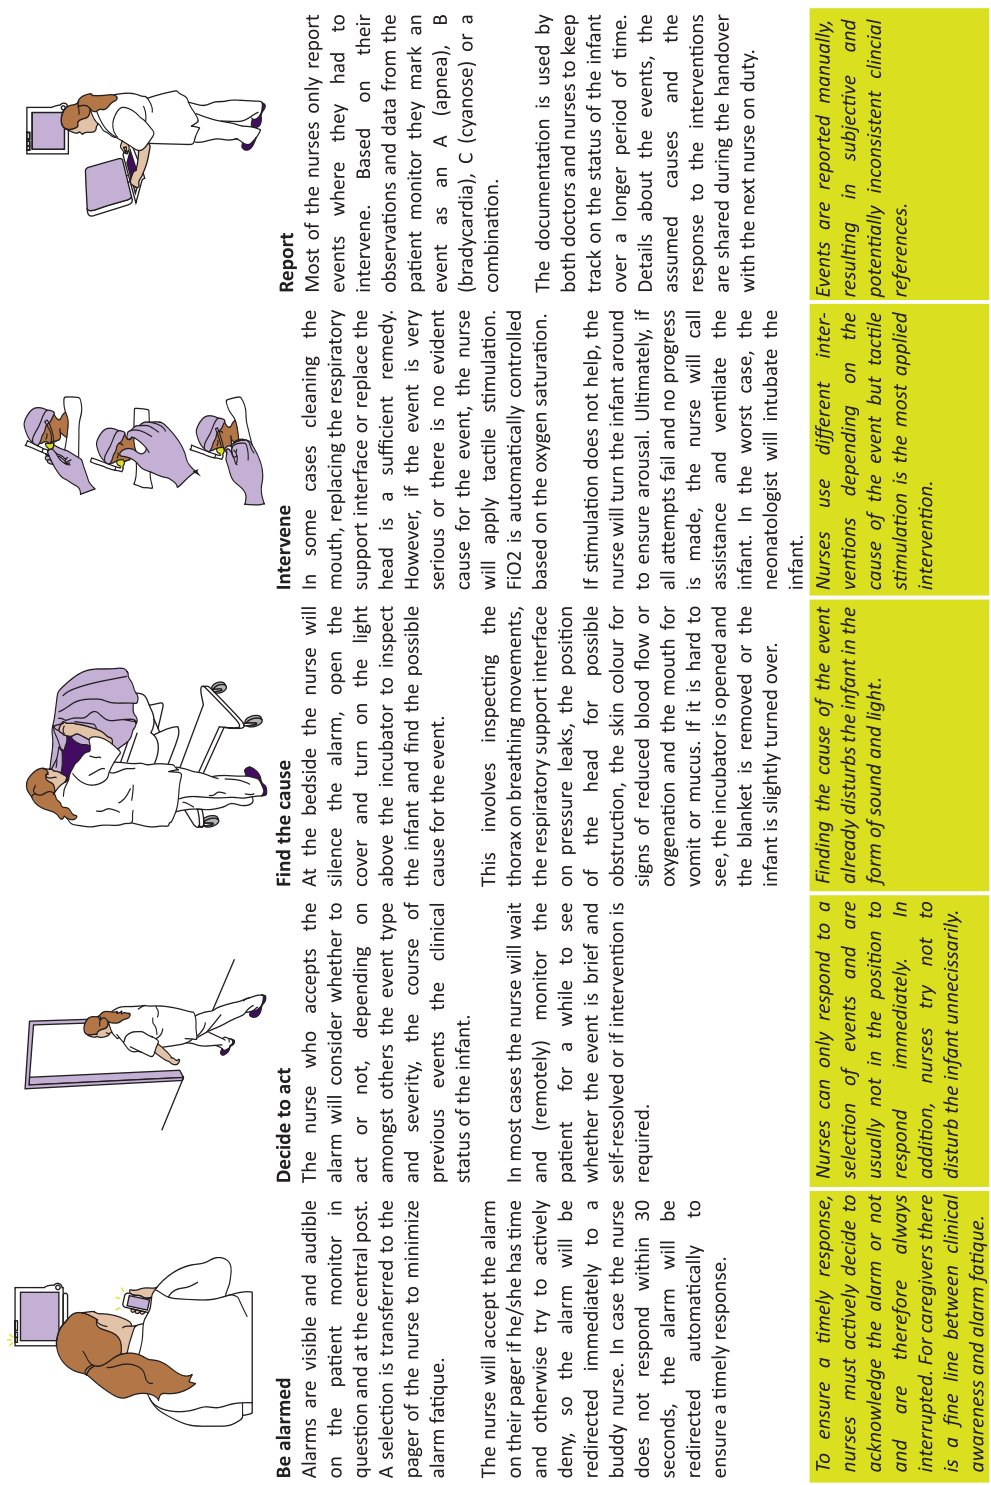 Be alarmed
Alarms are visible and audible
on the patient monitor in
question and at the central post.
A selection is transferred to the
pager of the nurse to minimize
alarm fatique.
The nurse will accept the alarm
on their pager if he/she has time
and otherwise try to actively
deny, so the alarm will be
redirected immediately to a
buddy nurse. In case the nurse
does not respond within 30
seconds, the alarm will be
redirected automatically to
ensure a timely response.
To ensure a timely response,
nurses must actively decide to
acknowledge the alarm or not
and are therefore always
interrupted. For caregivers there
is a fine line between clinical
awareness and alarm fatique.
Decide to act
The nurse who accepts the
alarm will consider whether to
act or not, depending on
amongst others the event type
and severity, the course of
previous events the clinical
status of the infant.
In most cases the nurse will wait
and (remotely) monitor the
patient for a while to see
whether the event is brief and
self-resolved or if intervention is
required.
Nurses can only respond to a
selection of events and are
usually not in the position to
respond immediately. In
addition, nurses try not to
disturb the infant unnecissarily.
Find the cause
At the bedside the nurse will
silence the alarm, open the
cover and turn on the light
above the incubator to inspect
the infant and find the possible
cause for the event.
This involves inspecting the
thorax on breathing movements,
the respiratory support interface
on pressure leaks, the position
of the head for possible
obstruction, the skin colour for
signs of reduced blood flow or
oxygenation and the mouth for
vomit or mucus. If it is hard to
see, the incubator is opened and
the blanket is removed or the
infant is slightly turned over.
Finding the cause of the event
already disturbs the infant in the
form of sound and light.
Intervene
In some cases cleaning the
mouth, replacing the respiratory
support interface or replace the
head is a sufficient remedy.
However, if the event is very
serious or there is no evident
cause for the event, the nurse
will apply tactile stimulation.
FiO2 is automatically controlled
based on the oxygen saturation.
If stimulation does not help, the
nurse will turn the infant around
to ensure arousal. Ultimately, if
all attempts fail and no progress
is made, the nurse will call
assistance and ventilate the
infant. In the worst case, the
neonatologist will intubate the
infant.
Nurses use different inter-
ventions depending on the
cause of the event but tactile
stimulation is the most applied
intervention.
Report
Most of the nurses only report
events where they had to
intervene. Based on their
observations and data from the
patient monitor they mark an
event as an A (apnea), B
(bradycardia), C (cyanose) or a
combination.
The documentation is used by
both doctors and nurses to keep
track on the status of the infant
over a longer period of time.
Details about the events, the
assumed causes and the
response to the interventions
are shared during the handover
with the next nurse on duty.
Events are reported manually,
resulting in subjective and
potentially inconsistent clincial
references.